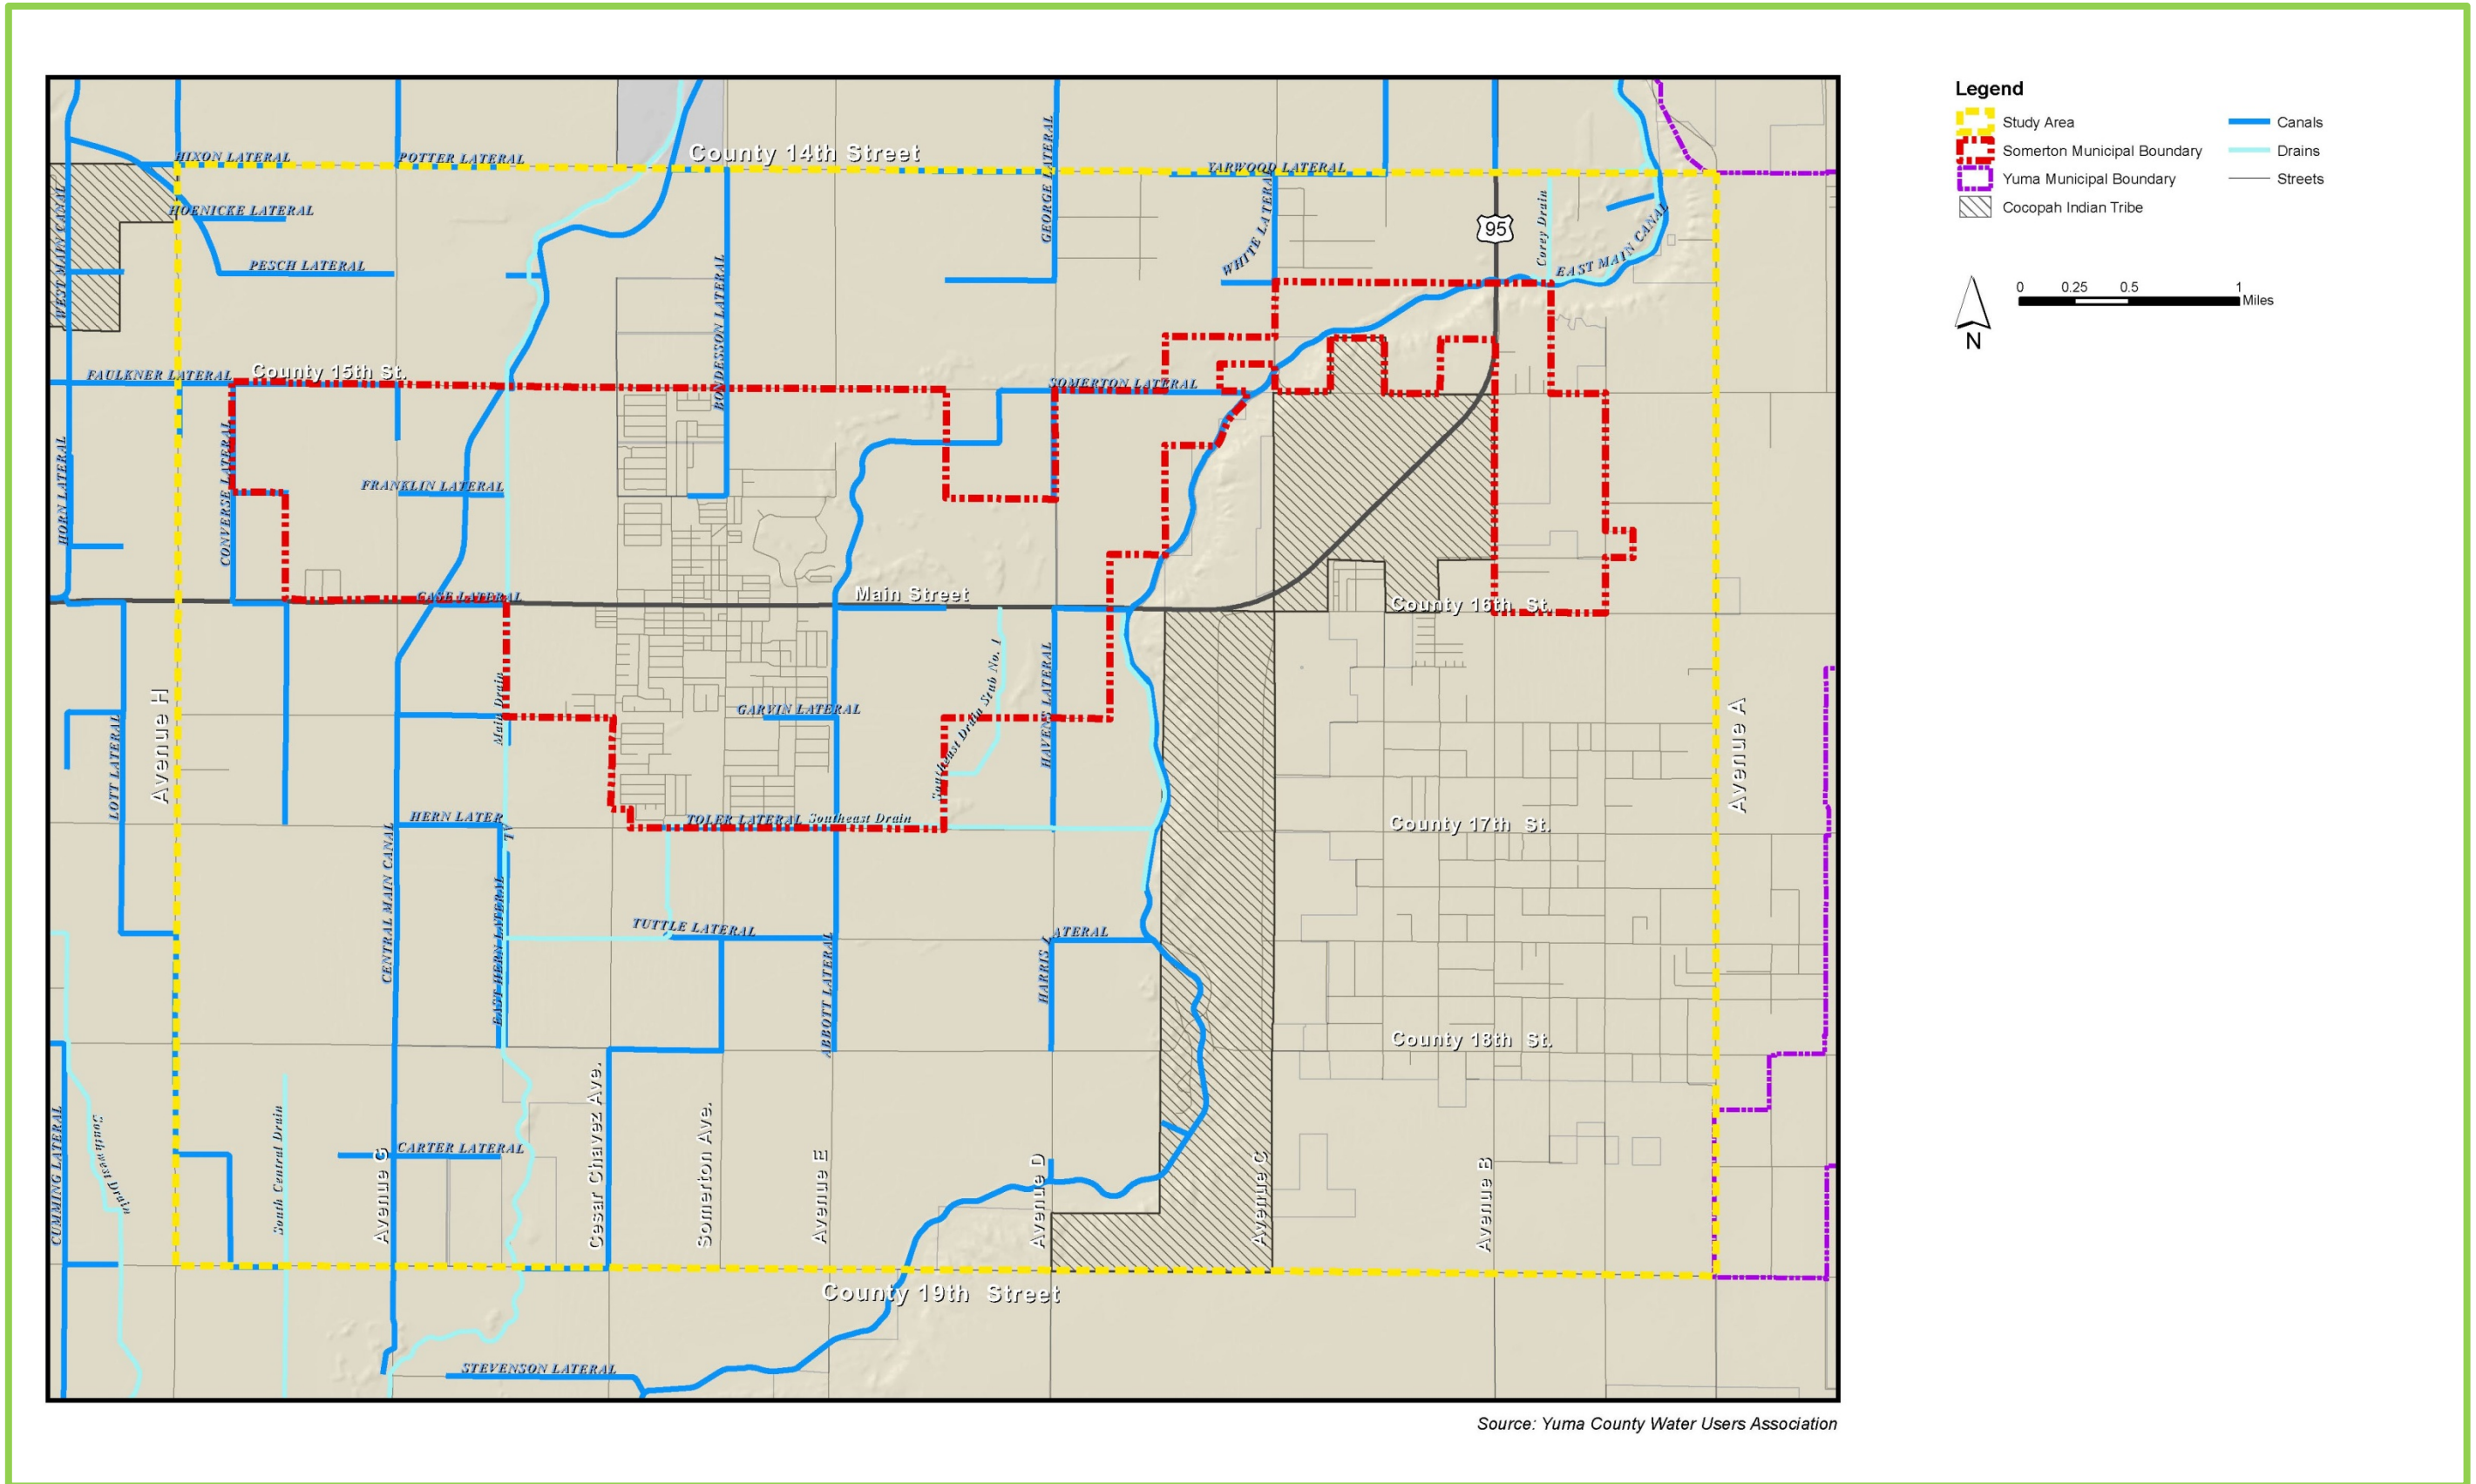 Legend
Study Area
Somerton Municipal Boundary
Yuma Municipal Boundary
Cocopah Indian Tribe
Canals
Drains
Streets
0 0.25 0.5 1
Miles
N
HIXON LATERAL
POTTER LATERAL
County 14th Street
GEORGE LATERAL
YARWOOD LATERAL
WEST MAIN CANAL
HOENICKE LATERAL
PESCH LATERAL
BONDESSON LATERAL
WHITE LATERAL
95
Corey Drain
EAST MAIN CANAL
FAULKNER LATERAL
County 15th St.
SOMERTON LATERAL
HORN LATERAL
CONVERSE LATERAL
FRANKLIN LATERAL
CASE LATERAL
Main Street
County 16th St.
Avenue H
LOTT LATERAL
Main Drain
GARVIN LATERAL
Southeast Drain Stub No. 1
HAVENS LATERAL
Avenue A
HERN LATER
AL
TOLER LATERAL
Southeast Drain
County 17th St.
CENTRAL MAIN CANAL
EAST HERN LATERAL
TUTTLE LATERAL
ABBOTT LATERAL
HARRIS LATERAL
County 18th St.
CUMMING LATERAL
Southwest Drain
South Central Drain
Avenue G
CARTER LATERAL
Cesar Chavez Ave.
Somerton Ave.
Avenue E
Avenue D
Avenue C
Avenue B
County 19th Street
STEVENSON LATERAL
Source: Yuma County Water Users Association